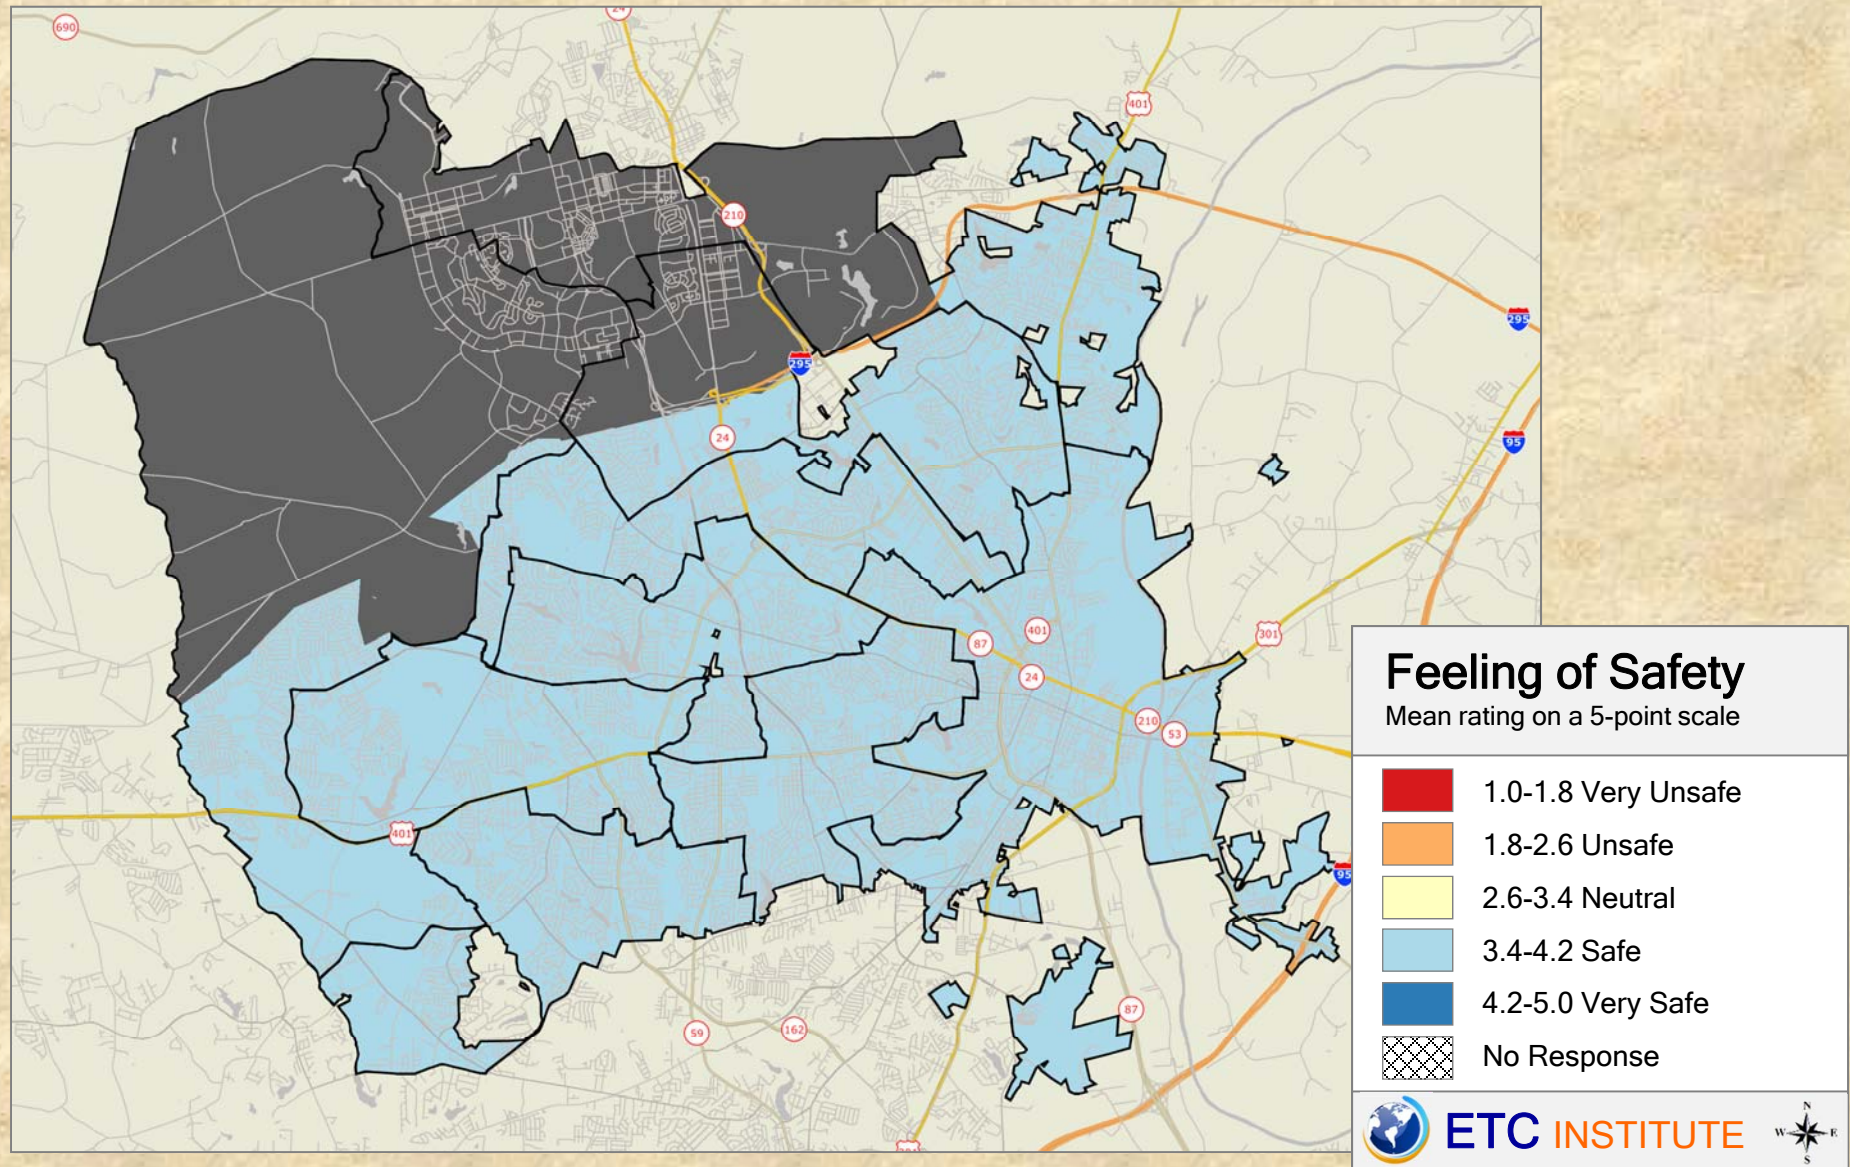 690
24
401
210
295
295
24
95
301
401
87
24
210
53
401
95
87
59
162
Feeling of Safety
Mean rating on a 5-point scale
1.0-1.8 Very Unsafe
1.8-2.6 Unsafe
2.6-3.4 Neutral
3.4-4.2 Safe
4.2-5.0 Very Safe
No Response
ETC INSTITUTE
N
W E
S